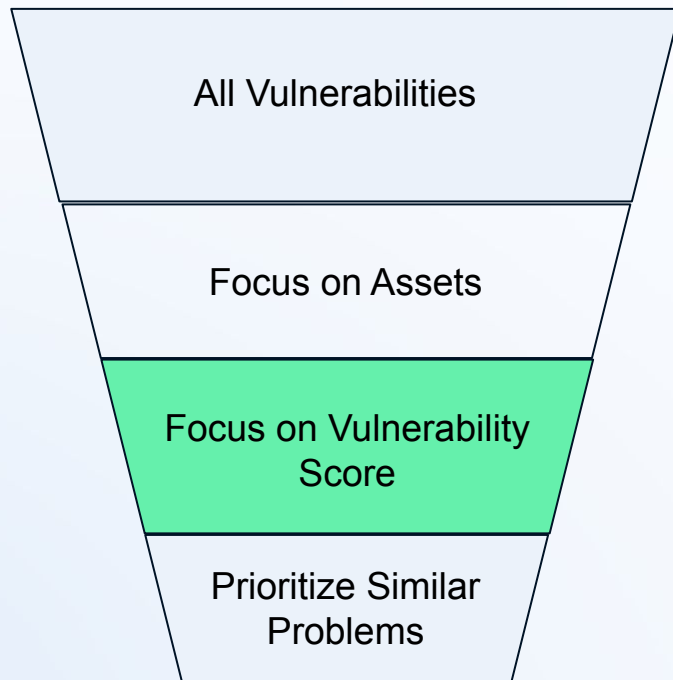 All Vulnerabilities
Focus on Assets
Focus on Vulnerability
Score
Prioritize Similar
Problems